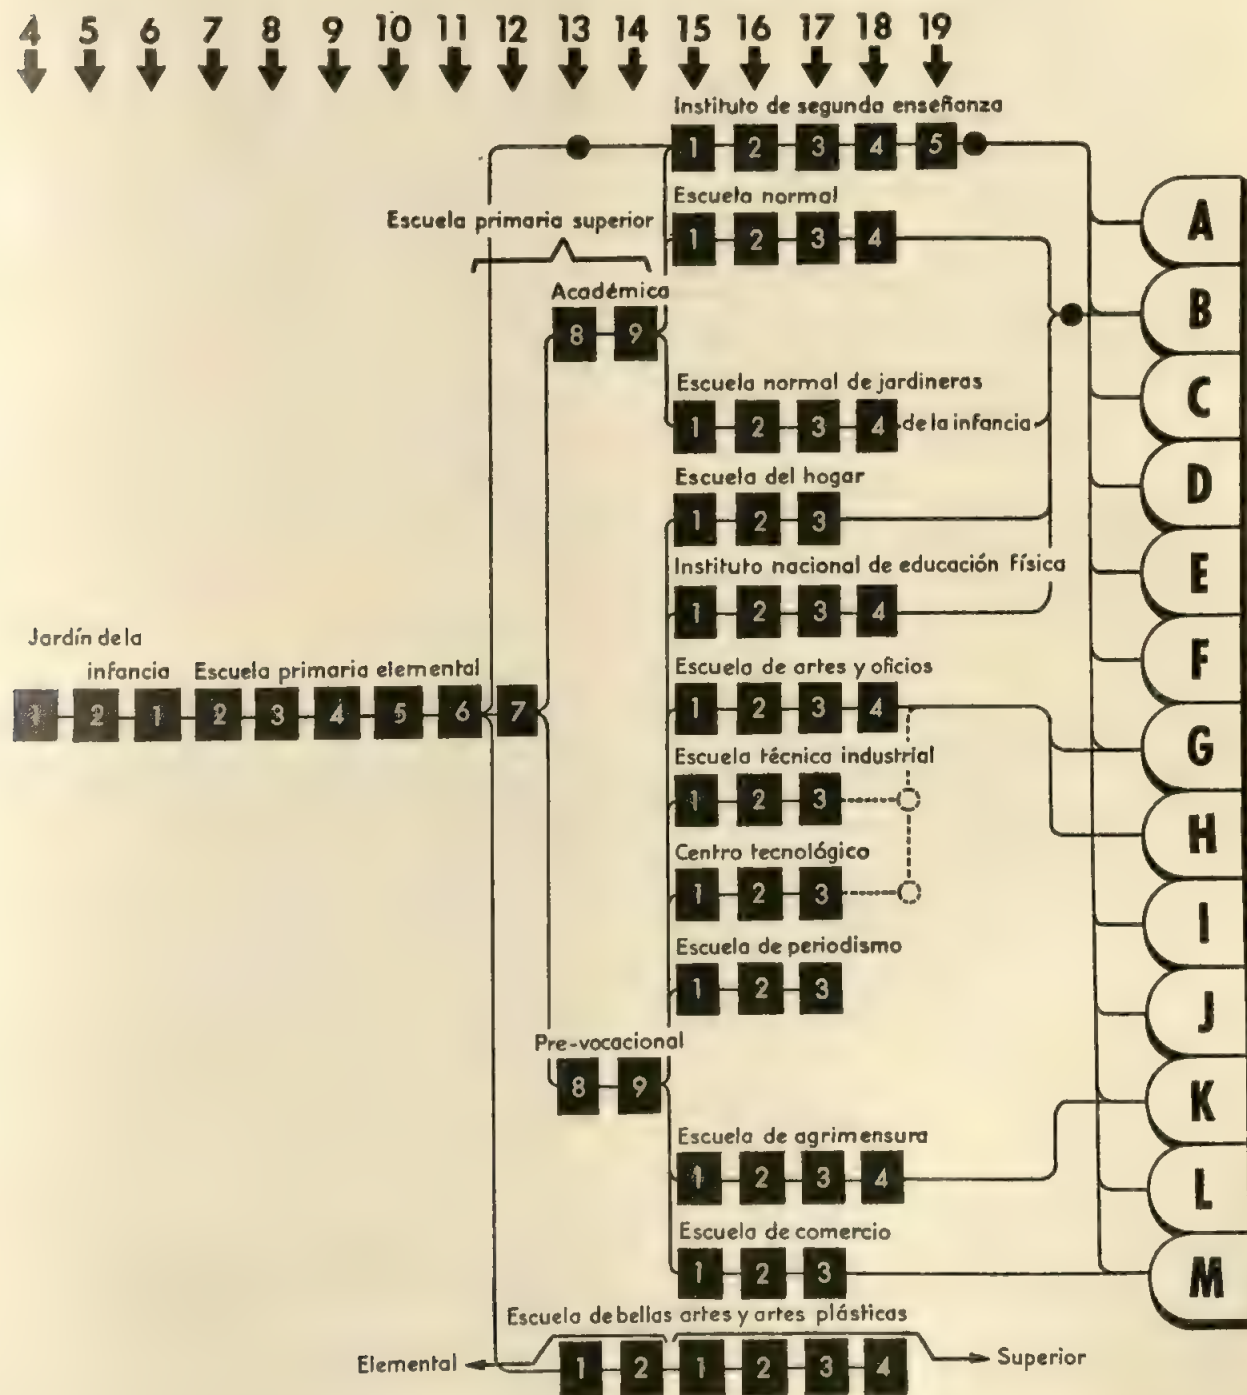 4 5 6 7 8 9 10 11 12 13 14 15 16 17 18 19
Instituto de segunda enseñanza
1 2 3 4 5
Escuela normal
1 2 3 4
Escuela primaria superior
Académica
8 9
Escuela normal de jardineras
1 2 3 4 de la infancia
Escuela del hogar
1 2 3
Instituto nacional de educación física
1 2 3 4
Jardín de la
infancia Escuela primaria elemental
1 2 1 2 3 4 5 6 7
Escuela de artes y oficios
1 2 3 4
Escuela técnica industrial
1 2 3
Centro tecnológico
1 2 3
Escuela de periodismo
1 2 3
Pre-vocacional
8 9
Escuela de agrimensura
1 2 3 4
Escuela de comercio
1 2 3
Escuela de bellas artes y artes plásticas
Elemental 1 2 1 2 3 4 Superior
A
B
C
D
E
F
G
H
I
J
K
L
M